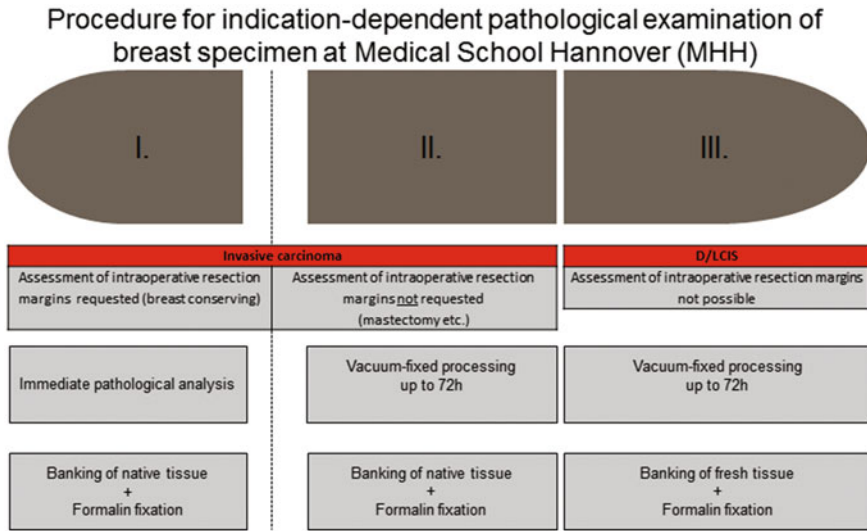 Procedure for indication-dependent pathological examination of
breast specimen at Medical School Hannover (MHH)
I.
II.
III.
Invasive carcinoma
D/LCIS
Assessment of intraoperative resection
margins requested (breast conserving)
Assessment of intraoperative resection
margins not requested
(mastectomy etc.)
Assessment of intraoperative resection margins
not possible
Immediate pathological analysis
Vacuum-fixed processing
up to 72h
Vacuum-fixed processing
up to 72h
Banking of native tissue
+
Formalin fixation
Banking of native tissue
+
Formalin fixation
Banking of fresh tissue
+
Formalin fixation